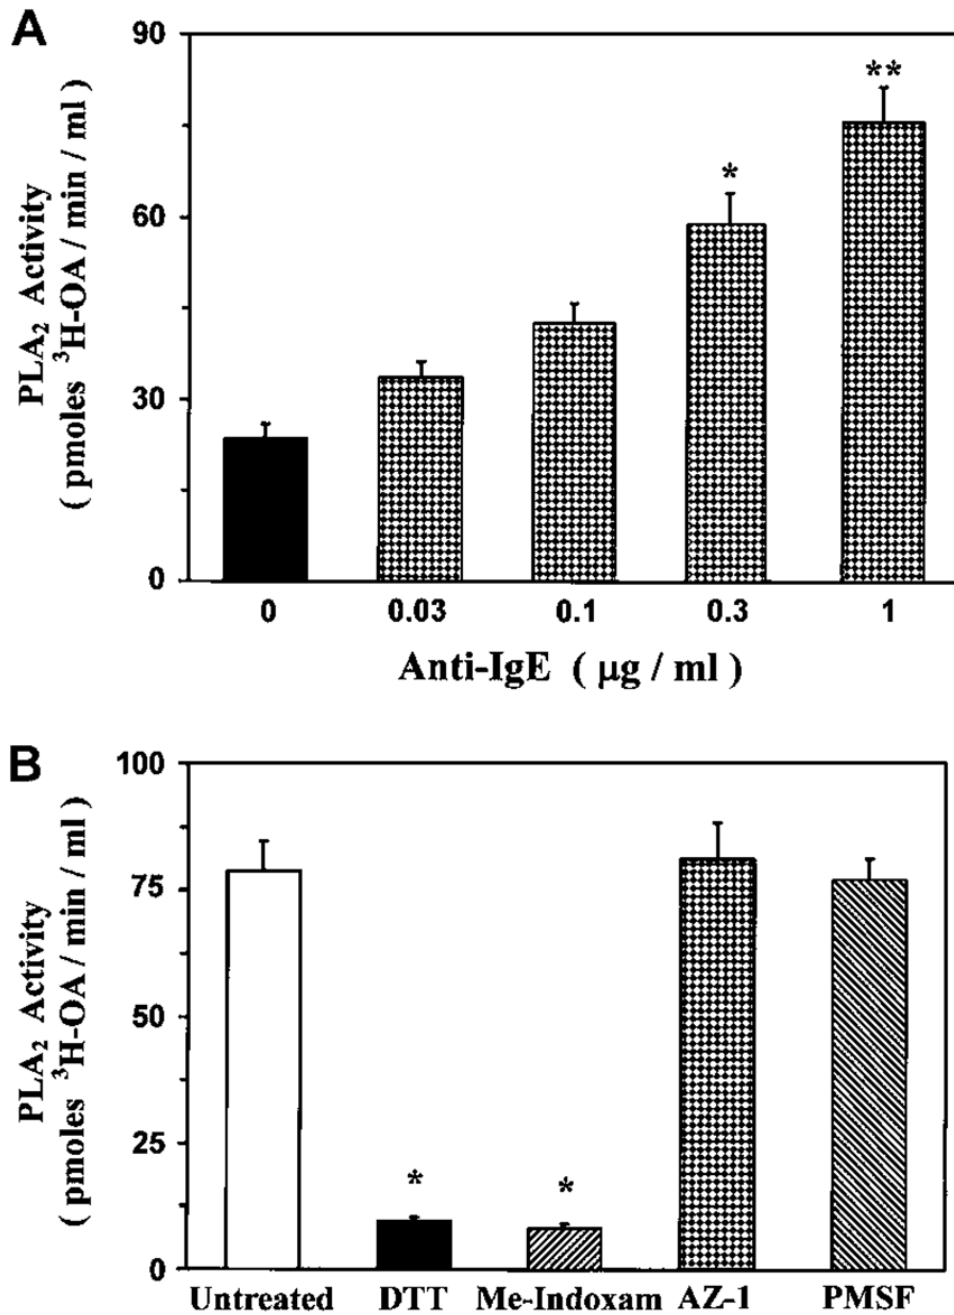 A
PLA₂ Activity
( pmoles ³H-OA / min / ml )
90
60
30
0
*
**
0 0.03 0.1 0.3 1
Anti-IgE ( µg / ml )
B
PLA₂ Activity
( pmoles ³H-OA / min / ml )
100
75
50
25
0
*
*
Untreated DTT Me-Indoxam AZ-1 PMSF